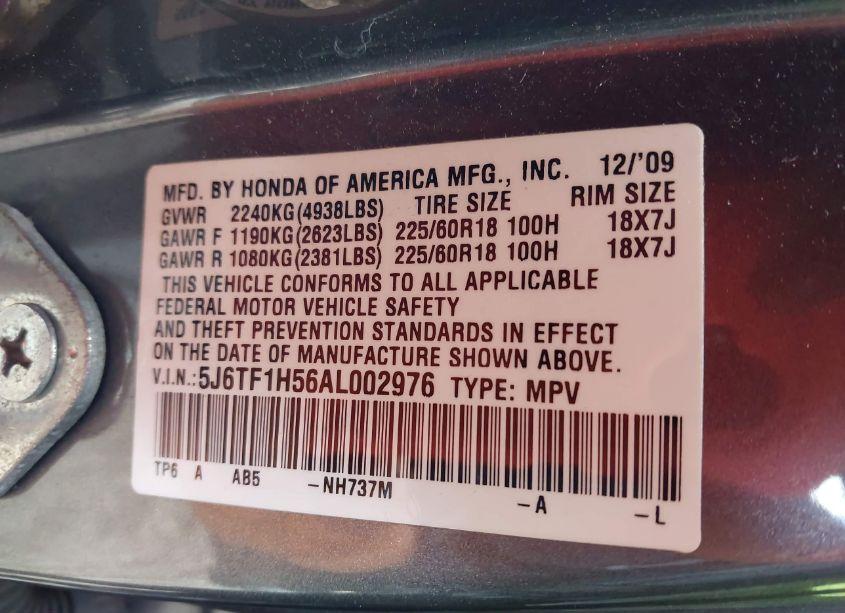 MFD. BY HONDA OF AMERICA MFG., INC. 12/'09
GVWR 2240KG(4938LBS) TIRE SIZE RIM SIZE
GAWR F 1190KG(2623LBS) 225/60R18 100H 18X7J
GAWR R 1080KG(2381LBS) 225/60R18 100H 18X7J
THIS VEHICLE CONFORMS TO ALL APPLICABLE
FEDERAL MOTOR VEHICLE SAFETY
AND THEFT PREVENTION STANDARDS IN EFFECT
ON THE DATE OF MANUFACTURE SHOWN ABOVE.
V.I.N.:5J6TF1H56AL002976 TYPE: MPV
TP6 A AB5 -NH737M -A -L